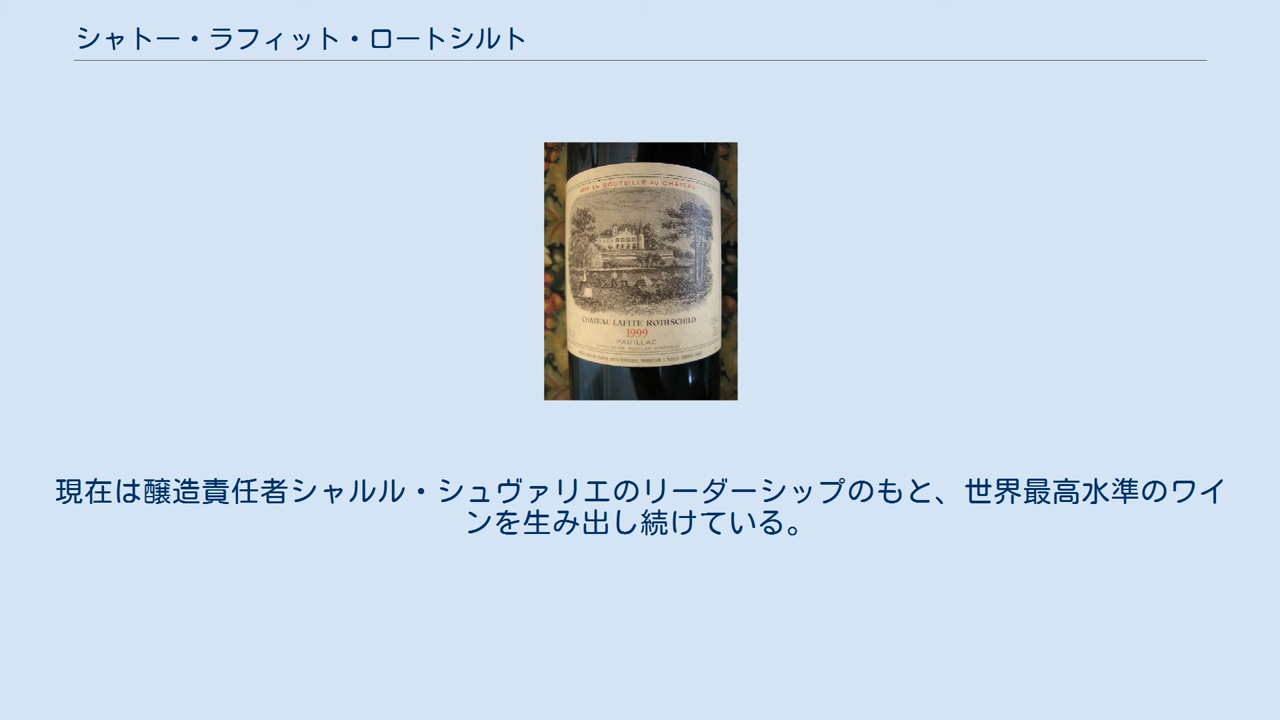 シャトー・ラフィット・ロートシルト
MIS EN BOUTEILLE AU CHÂTEAU
CHATEAU LAFITE ROTHSCHILD
1999
PAUILLAC
現在は醸造責任者シャルル・シュヴァリエのリーダーシップのもと、世界最高水準のワイ
ンを生み出し続けている。